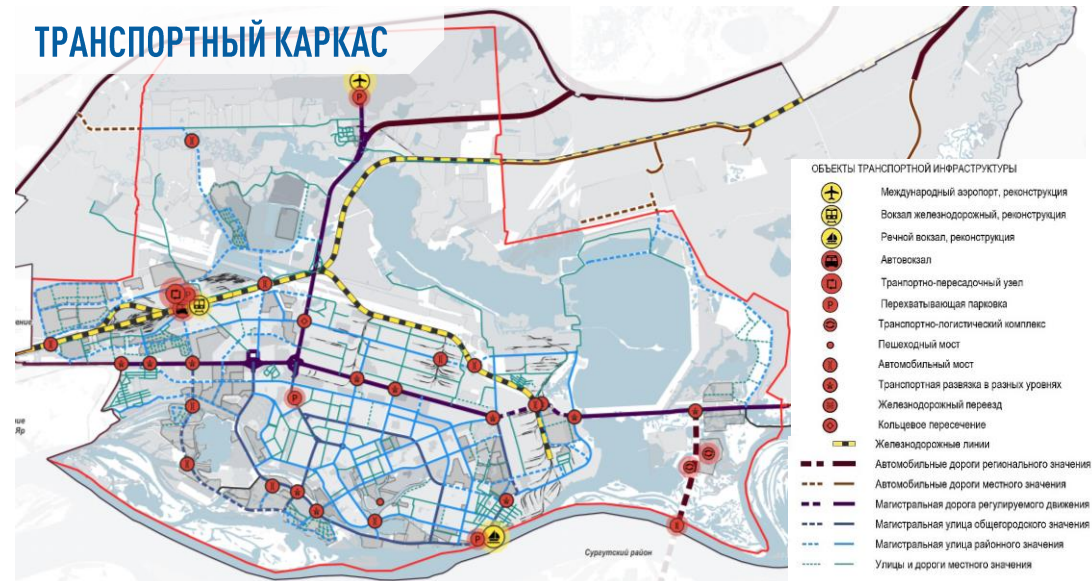 ТРАНСПОРТНЫЙ КАРКАС
ОБЪЕКТЫ ТРАНСПОРТНОЙ ИНФРАСТРУКТУРЫ
Международный аэропорт, реконструкция
Вокзал железнодорожный, реконструкция
Речной вокзал, реконструкция
Автовокзал
Транпортно-пересадочный узел
Р Перехватывающая парковка
Транспортно-логистический комплекс
Пешеходный мост
Автомобильный мост
Транспортная развязка в разных уровнях
Железнодорожный переезд
Кольцевое пересечение
Железнодорожные линии
Автомобильные дороги регионального значения
Автомобильные дороги местного значения
Магистральная дорога регулируемого движения
Магистральная улица общегородского значения
Магистральная улица районного значения
Улицы и дороги местного значения
Р
Р
Р
Р
ение
ние
Яр
Сургутский район